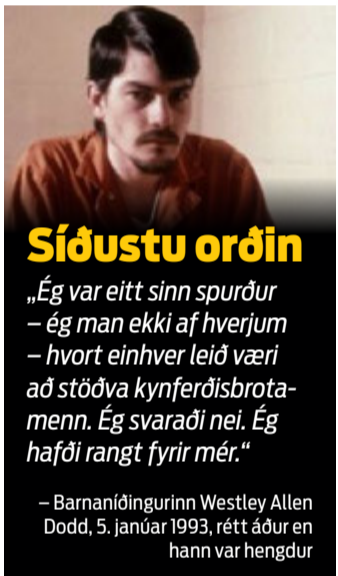 Síðustu orðin
„Ég var eitt sinn spurður
– ég man ekki af hverjum
– hvort einhver leið væri
að stöðva kynferðisbrota-
menn. Ég svaraði nei. Ég
hafði rangt fyrir mér.“
– Barnaníðingurinn Westley Allen
Dodd, 5. janúar 1993, rétt áður en
hann var hengdur